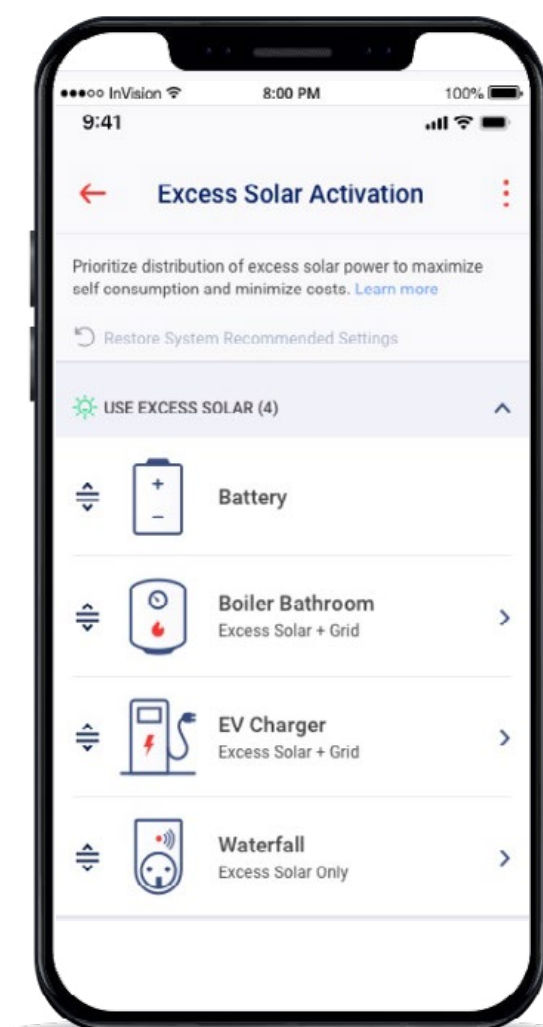 ●●●○○ InVision 8:00 PM 100%
9:41
Excess Solar Activation
Prioritize distribution of excess solar power to maximize
self consumption and minimize costs. Learn more
Restore System Recommended Settings
USE EXCESS SOLAR (4)
Battery
Boiler Bathroom
Excess Solar + Grid
EV Charger
Excess Solar + Grid
Waterfall
Excess Solar Only